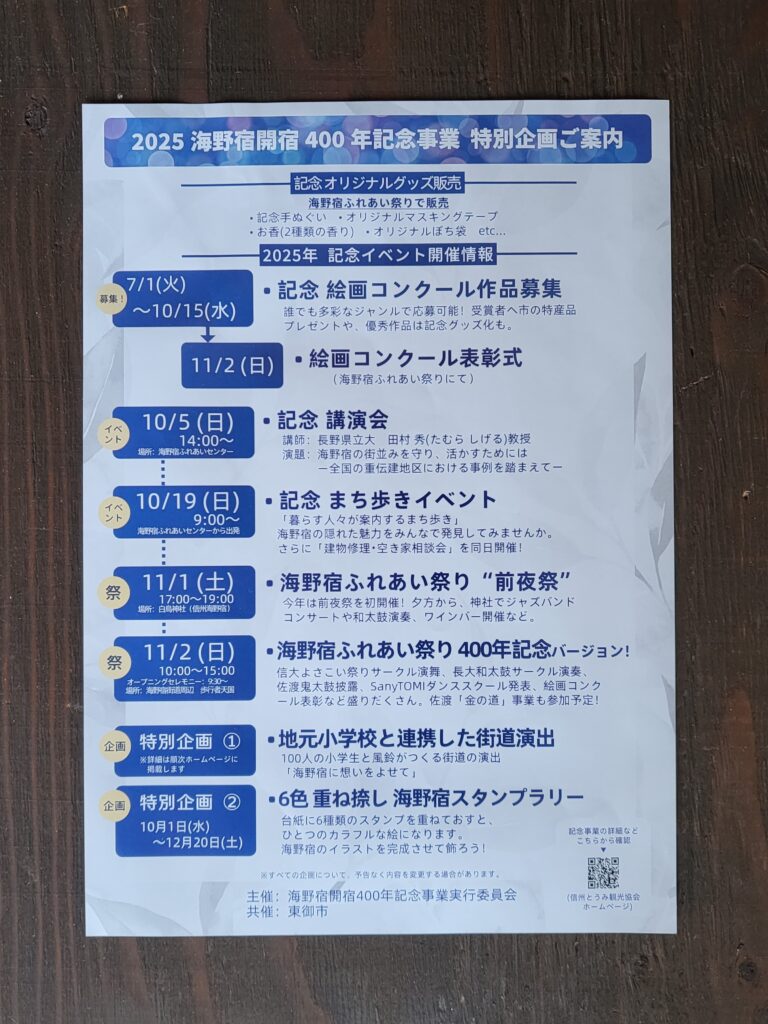 2025 海野宿開宿 400 年記念事業 特別企画ご案内
記念 オリジナルグッズ販売
海野宿ふれあい祭りで販売
・記念手ぬぐい ・オリジナルマスキングテープ
・お香(2種類の香り) ・オリジナルぽち袋 etc...
2025年 記念イベント開催情報
募集!
7/1(火)
～10/15(水)
・記念 絵画コンクール作品募集
誰でも多彩なジャンルで応募可能! 受賞者へ市の特産品
プレゼントや、優秀作品は記念グッズ化も。
11/2 (日)
・絵画コンクール表彰式
(海野宿ふれあい祭りにて)
イベント
10/5 (日)
14:00～
場所: 海野宿ふれあいセンター
・記念 講演会
講師: 長野県立大 田村 秀(たむら しげる)教授
演題: 海野宿の街並みを守り、活かすためには
ー全国の重伝建地区における事例を踏まえてー
イベント
10/19 (日)
9:00～
海野宿ふれあいセンターから出発
・記念 まち歩きイベント
「暮らす人々が案内するまち歩き」
海野宿の隠れた魅力をみんなで発見してみませんか。
さらに「建物修理・空き家相談会」を同日開催!
祭
11/1 (土)
17:00～19:00
場所: 白鳥神社 (信州海野宿)
・海野宿ふれあい祭り “前夜祭”
今年は前夜祭を初開催! 夕方から、神社でジャズバンド
コンサートや和太鼓演奏、ワインバー開催など。
祭
11/2 (日)
10:00～15:00
オープニングセレモニー: 9:30～
場所: 海野宿街道周辺 歩行者天国
・海野宿ふれあい祭り 400年記念バージョン!
信大よさこい祭りサークル演舞、長大和太鼓サークル演奏、
佐渡鬼太鼓披露、SanyTOMIダンススクール発表、絵画コンク
ール表彰など盛りだくさん。佐渡「金の道」事業も参加予定!
企画
特別企画 ①
※詳細は順次ホームページに
掲載します
・地元小学校と連携した街道演出
100人の小学生と風鈴がつくる街道の演出
「海野宿に想いをよせて」
企画
特別企画 ②
10月1日(水)
～12月20日(土)
・6色 重ね捺し 海野宿スタンプラリー
台紙に6種類のスタンプを重ねておすと、
ひとつのカラフルな絵になります。
海野宿のイラストを完成させて飾ろう!
記念事業の詳細など
こちらから確認
▼
(信州とうみ観光協会
ホームページ)
※すべての企画について、予告なく内容を変更する場合があります。
主催: 海野宿開宿400年記念事業実行委員会
共催: 東御市